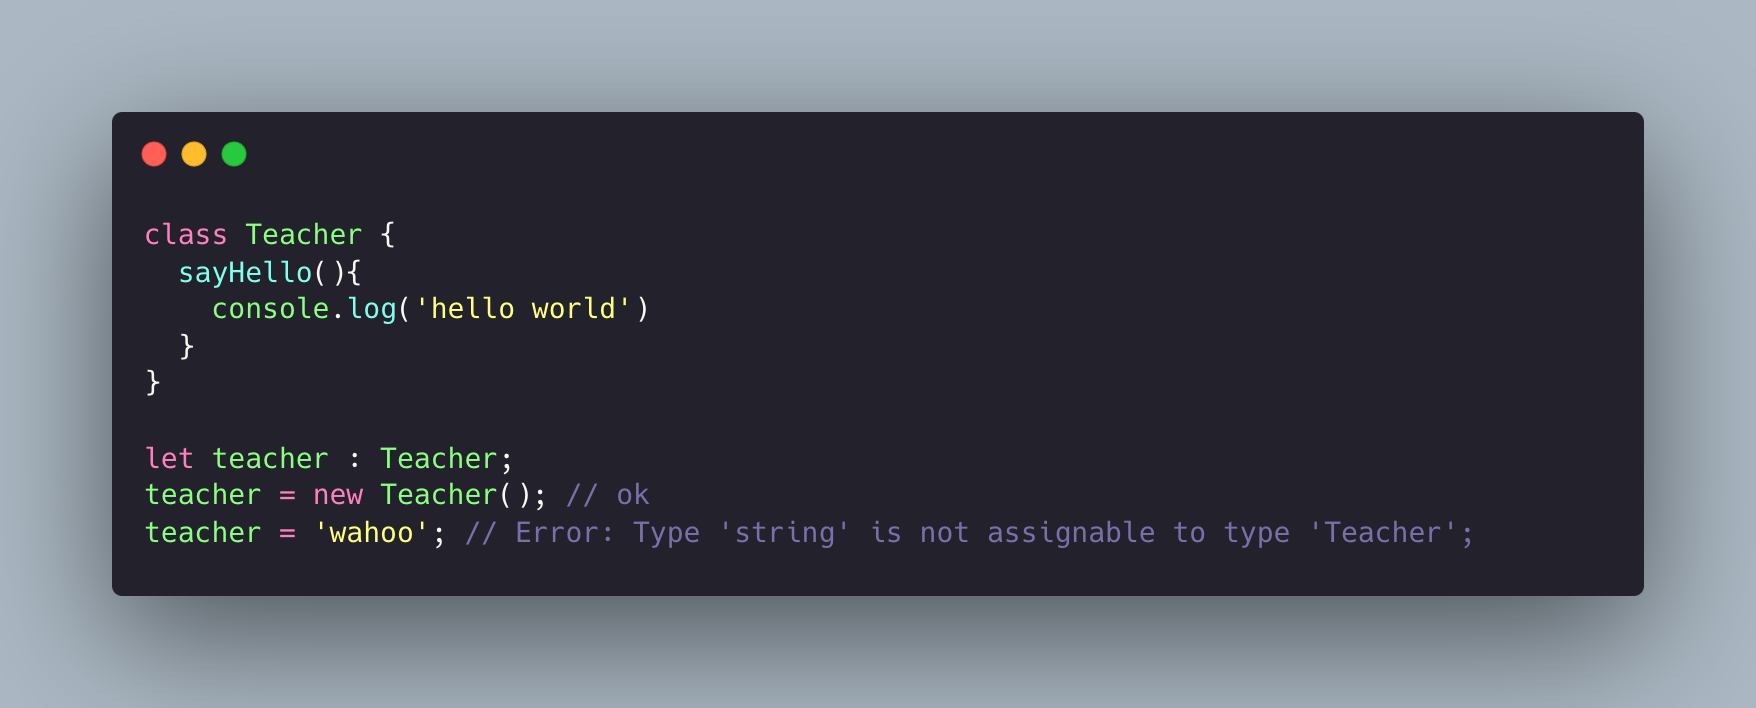 class Teacher {
  sayHello(){
    console.log('hello world')
  }
}

let teacher : Teacher;
teacher = new Teacher(); // ok
teacher = 'wahoo'; // Error: Type 'string' is not assignable to type 'Teacher';